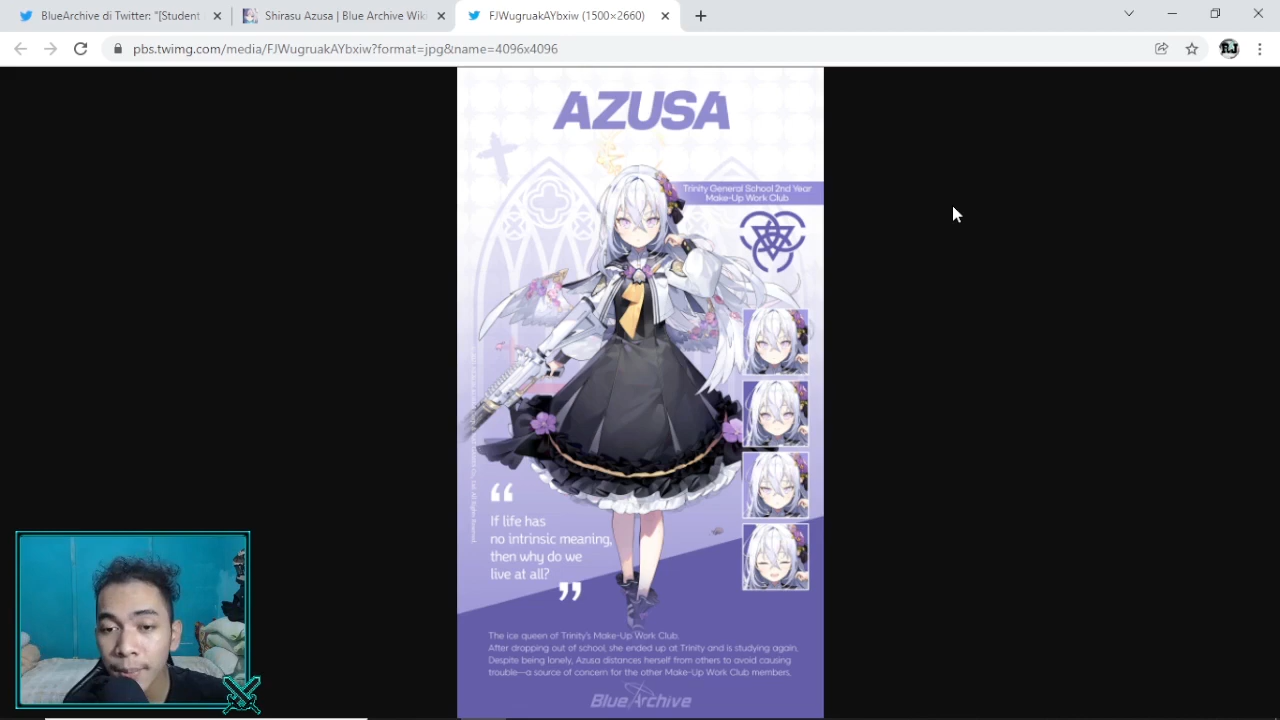 BlueArchive di Twitter: "[Student
Shirasu Azusa | Blue Archive Wiki
FJWugruakAYbxiw (1500×2660)
pbs.twimg.com/media/FJWugruakAYbxiw?format=jpg&name=4096x4096
RJ
AZUSA
Trinity General School 2nd Year
Make-Up Work Club
“
If life has
no intrinsic meaning,
then why do we
live at all?
”
The ice queen of Trinity's Make-Up Work Club.
After dropping out of school, she ended up at Trinity and is studying again.
Despite being lonely, Azusa distances herself from others to avoid causing
trouble—a source of concern for the other Make-Up Work Club members.
Blue Archive